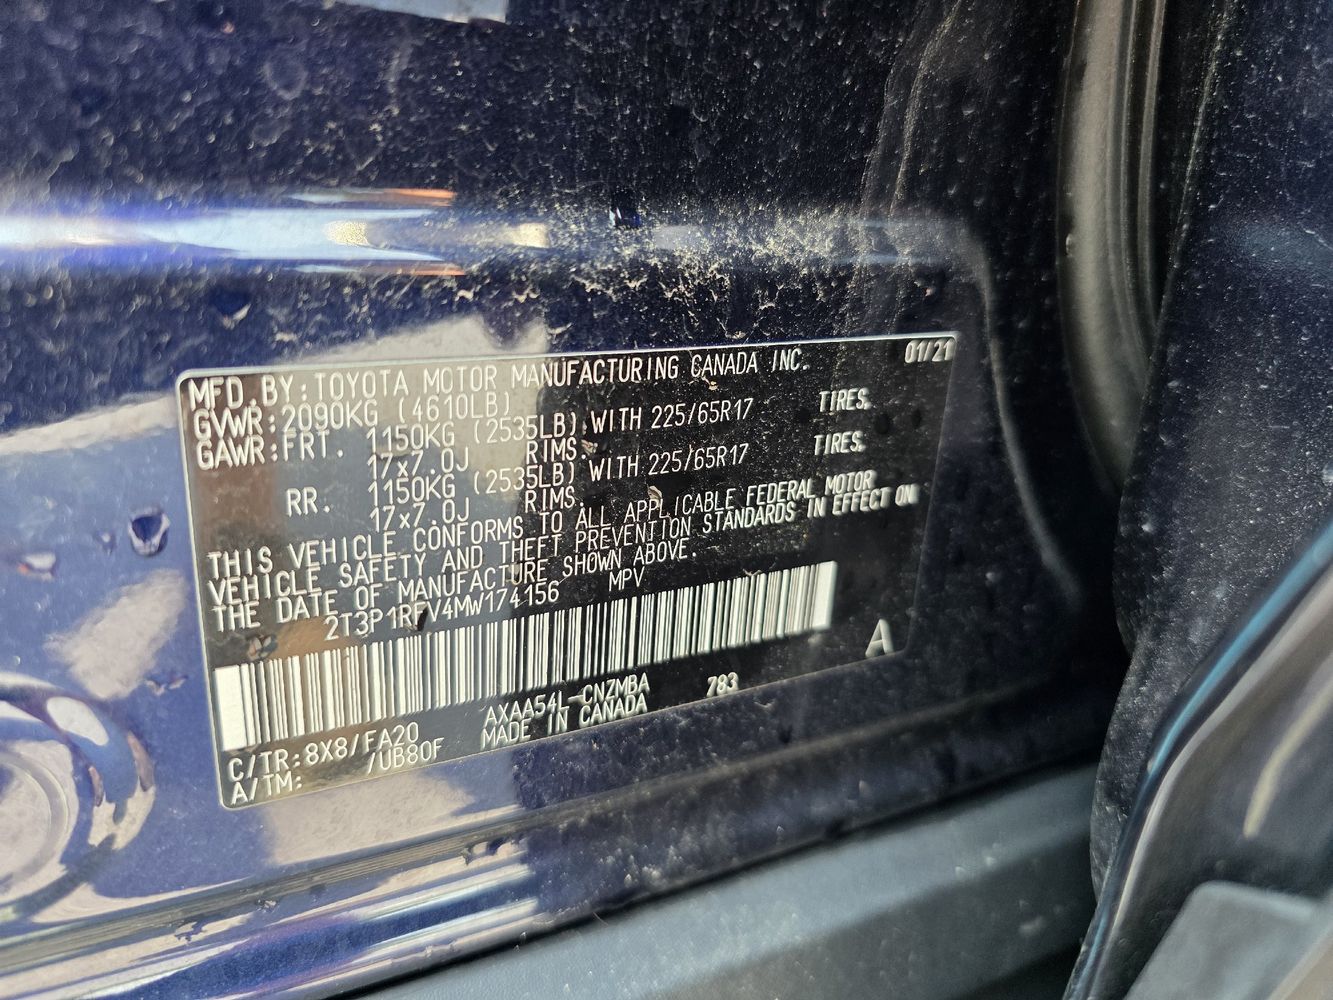 MFD.BY:TOYOTA MOTOR MANUFACTURING CANADA INC. 01/21
GVWR:2090KG (4610LB)
GAWR:FRT. 1150KG (2535LB) WITH 225/65R17 TIRES,
17x7.0J RIMS,
RR. 1150KG (2535LB) WITH 225/65R17 TIRES,
17x7.0J RIMS
THIS VEHICLE CONFORMS TO ALL APPLICABLE FEDERAL MOTOR
VEHICLE SAFETY AND THEFT PREVENTION STANDARDS IN EFFECT ON
THE DATE OF MANUFACTURE SHOWN ABOVE.
2T3P1RFV4MW174156 MPV
A
C/TR:8X8/FA20 AXAA54L-CNZMBA 783
A/TM: /UB80F MADE IN CANADA